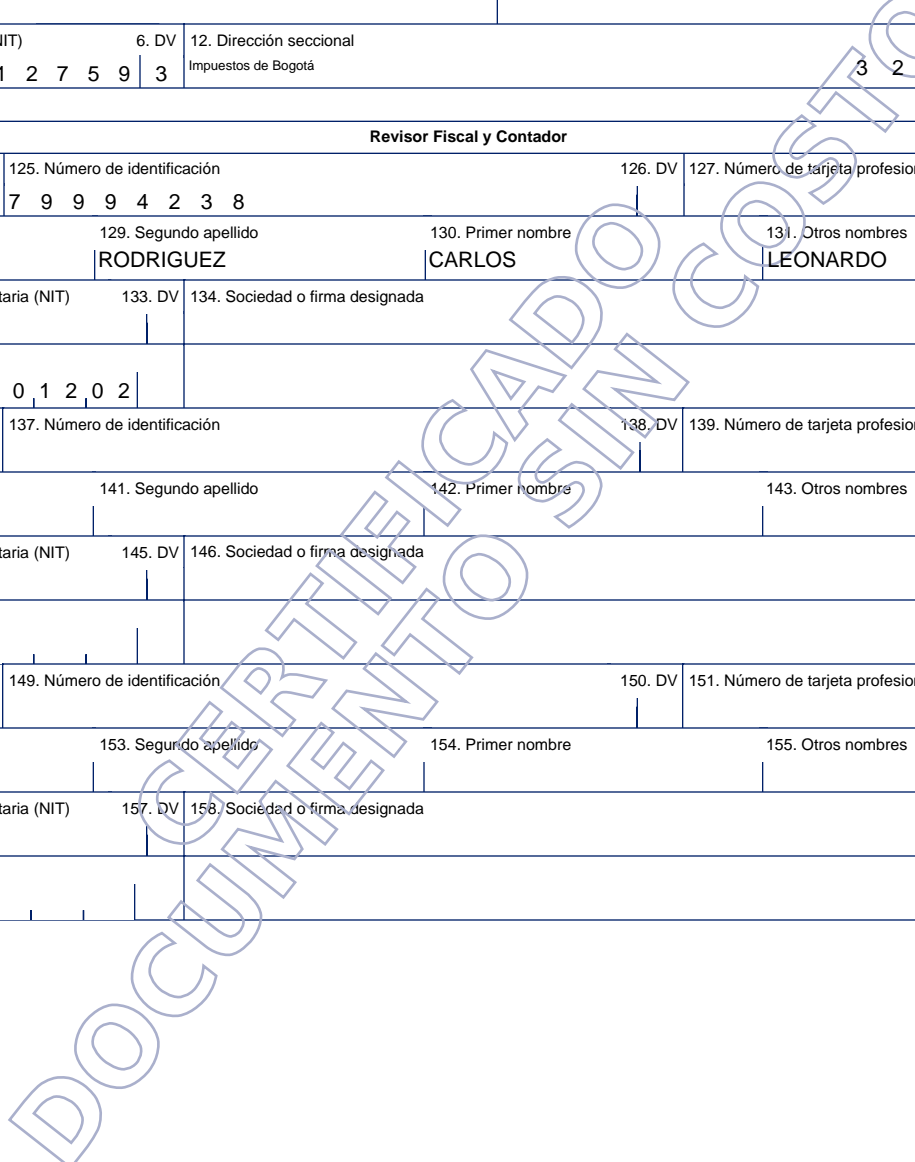 IIT) 6. DV 12. Dirección seccional
1 2 7 5 9 3 Impuestos de Bogotá 3 2
Revisor Fiscal y Contador
125. Número de identificación 126. DV 127. Número de tarjeta profesion
7 9 9 9 4 2 3 8
129. Segundo apellido 130. Primer nombre 131. Otros nombres
RODRIGUEZ CARLOS LEONARDO
taria (NIT) 133. DV 134. Sociedad o firma designada
0 1 2 0 2
137. Número de identificación 138. DV 139. Número de tarjeta profesion
141. Segundo apellido 142. Primer nombre 143. Otros nombres
taria (NIT) 145. DV 146. Sociedad o firma designada
149. Número de identificación 150. DV 151. Número de tarjeta profesion
153. Segundo apellido 154. Primer nombre 155. Otros nombres
taria (NIT) 157. DV 158. Sociedad o firma designada
CERTIFICADO
DOCUMENTO SIN COSTO